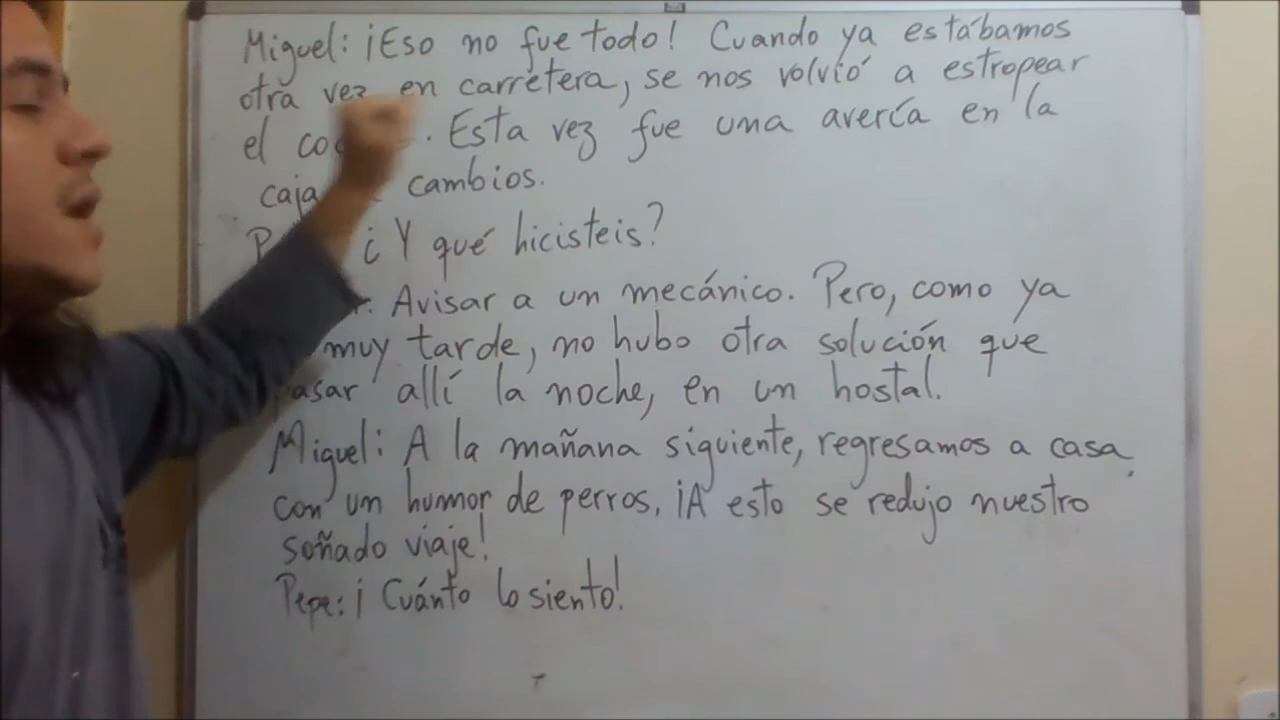 Miguel: ¡Eso no fue todo! Cuando ya estábamos
otra vez en carretera, se nos volvió a estropear
el . Esta vez fue una avería en la
caja cambios.
¿Y qué hicisteis?
Avisar a un mecánico. Pero, como ya
muy tarde, no hubo otra solución que
pasar allí la noche, en un hostal.
Miguel: A la mañana siguiente, regresamos a casa
con un humor de perros. ¡A esto se redujo nuestro
soñado viaje!
Pepe: ¡Cuánto lo siento!